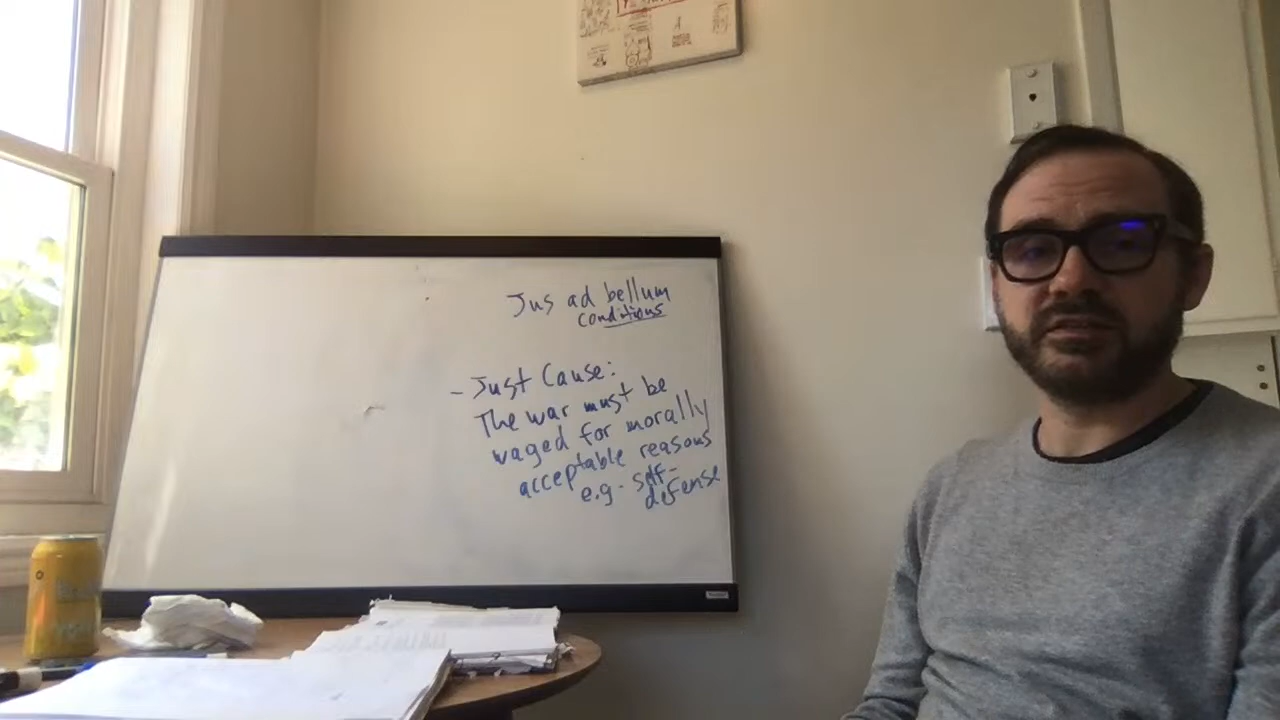 Jus ad bellum
conditions
- Just Cause:
The war must be
waged for morally
acceptable reasons
e.g. self-
defense